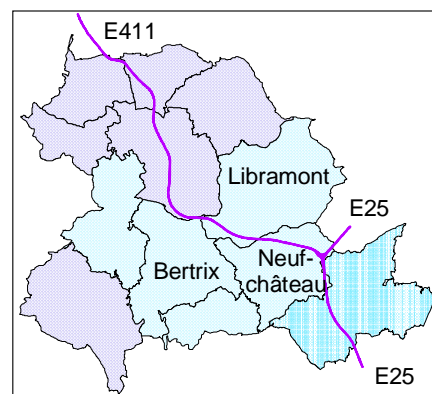 E411
Libramont
E25
Bertrix
Neuf-
château
E25